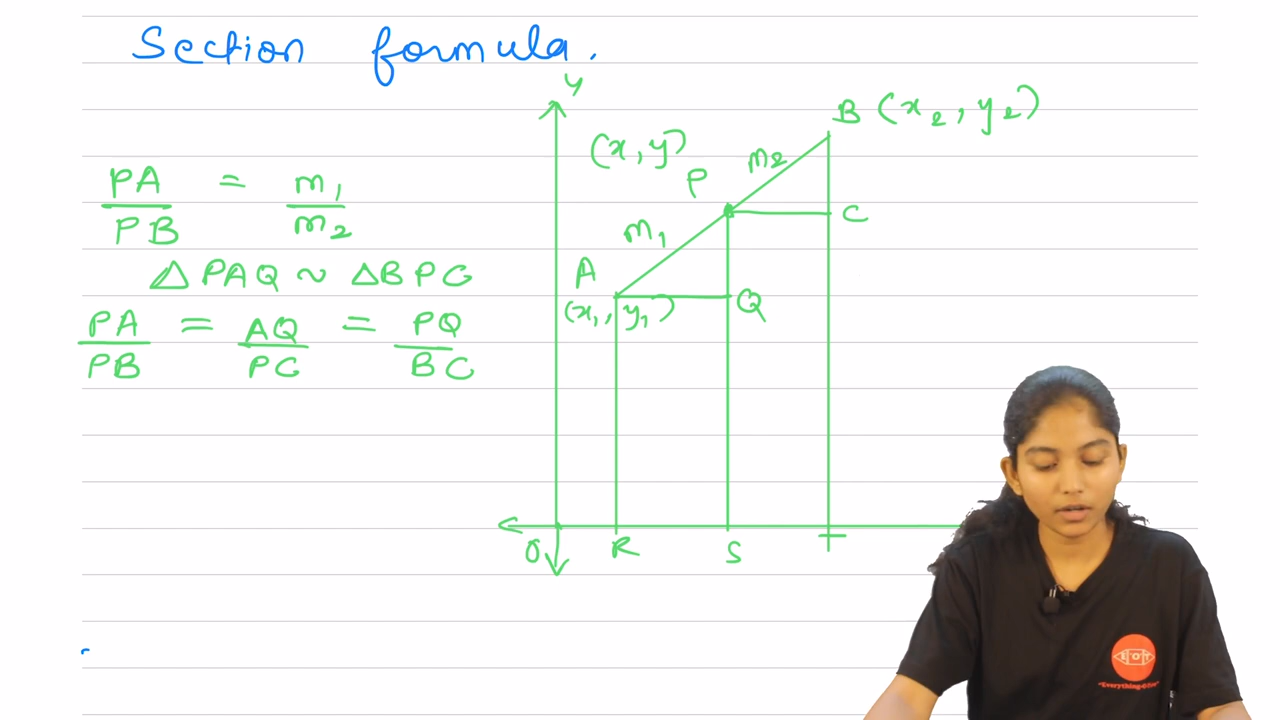 Section formula.
Y
B (x₂, y₂)
(x, y)
m₂
P
PA/PB = m₁/m₂
C
m₁
△PAQ ~ △BPC
A
(x₁, y₁)
Q
PA/PB = AQ/PC = PQ/BC
O R S T
EOT